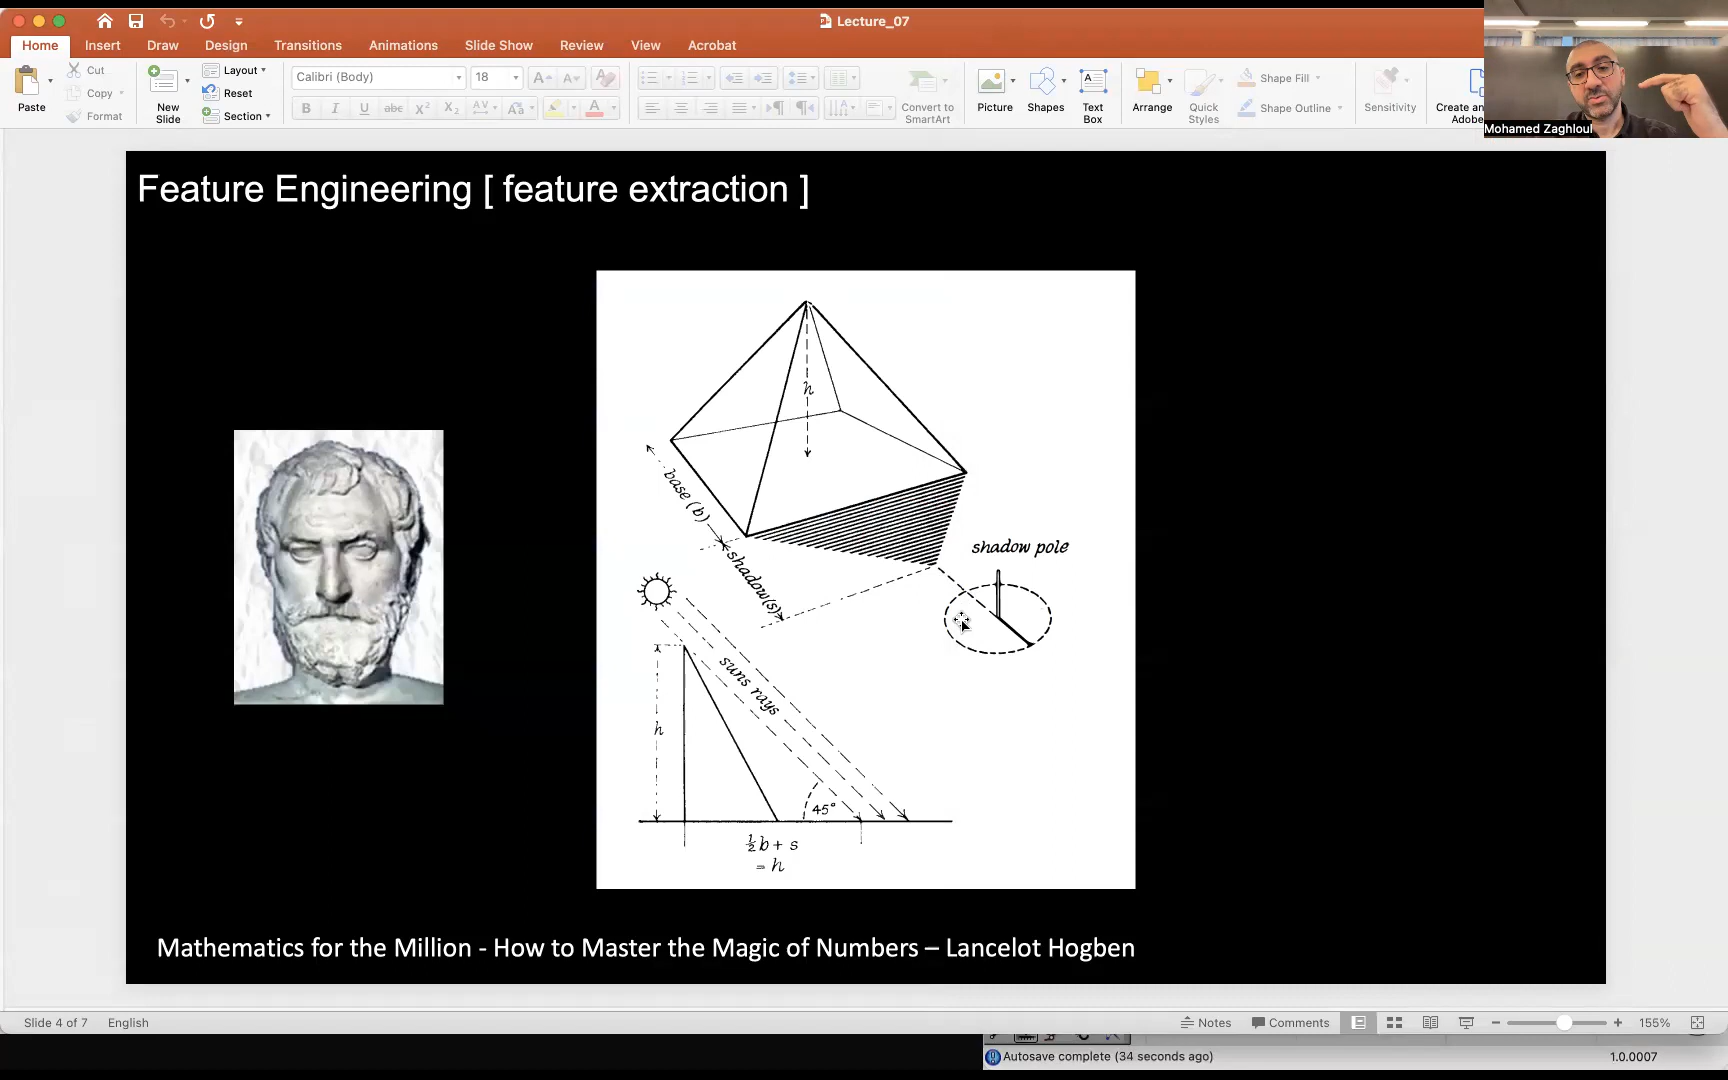 Lecture_07
Home Insert Draw Design Transitions Animations Slide Show Review View Acrobat
Paste
Cut
Copy
Format
New
Slide
Layout
Reset
Section
Calibri (Body) 18
Convert to
SmartArt
Picture
Shapes
Text
Box
Arrange
Quick
Styles
Shape Fill
Shape Outline
Sensitivity
Create an
Adobe
Mohamed Zaghloul
Feature Engineering [ feature extraction ]
h
base (b)
shadow(s)
shadow pole
suns rays
h
45°
½b + s
= h
Mathematics for the Million - How to Master the Magic of Numbers – Lancelot Hogben
Slide 4 of 7 English Notes Comments 155%
Autosave complete (34 seconds ago) 1.0.0007